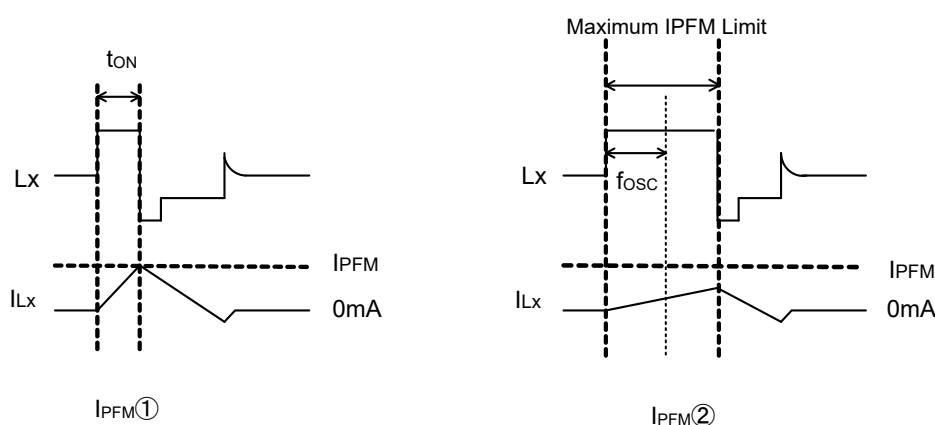 tON
Lx
IPFM
ILx
0mA
IPFM①
Maximum IPFM Limit
Lx
fOSC
IPFM
ILx
0mA
IPFM②